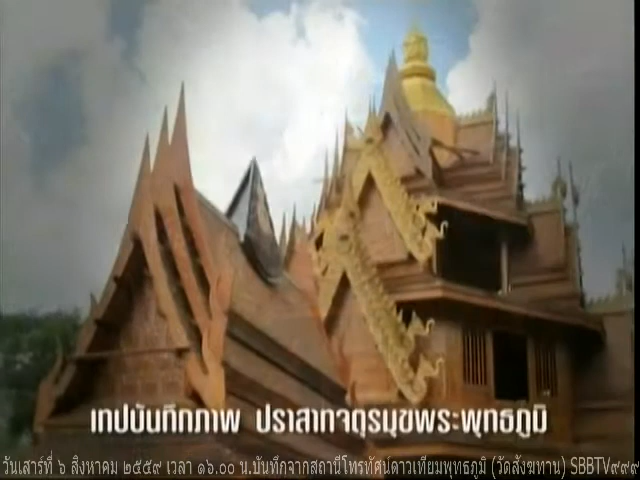 เทปบันทึกภาพ ปราสาทจตุรมุขพระพุทธภูมิ
วันเสาร์ที่ ๖ สิงหาคม ๒๕๕๙ เวลา ๑๖.๐๐ น.บันทึกจากสถานีโทรทัศน์ดาวเทียมพุทธภูมิ (วัดสังฆทาน) SBBTV๙๙๙